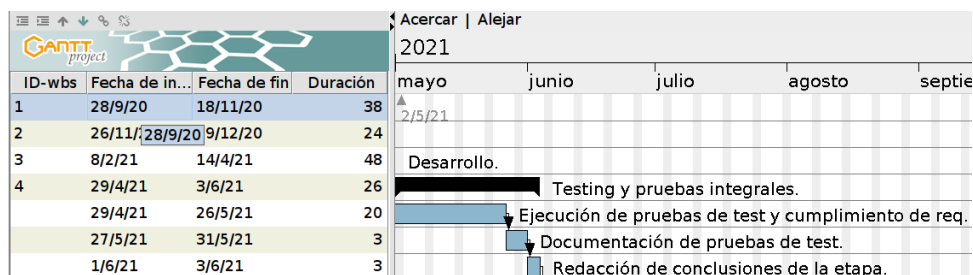 Acercar | Alejar
GANTT
project
2021
ID-wbs Fecha de in... Fecha de fin Duración
mayo junio julio agosto septie
1 28/9/20 18/11/20 38
2/5/21
2 26/11/ 28/9/20 9/12/20 24
3 8/2/21 14/4/21 48
Desarrollo.
4 29/4/21 3/6/21 26
Testing y pruebas integrales.
29/4/21 26/5/21 20
Ejecución de pruebas de test y cumplimiento de req.
27/5/21 31/5/21 3
Documentación de pruebas de test.
1/6/21 3/6/21 3
Redacción de conclusiones de la etapa.